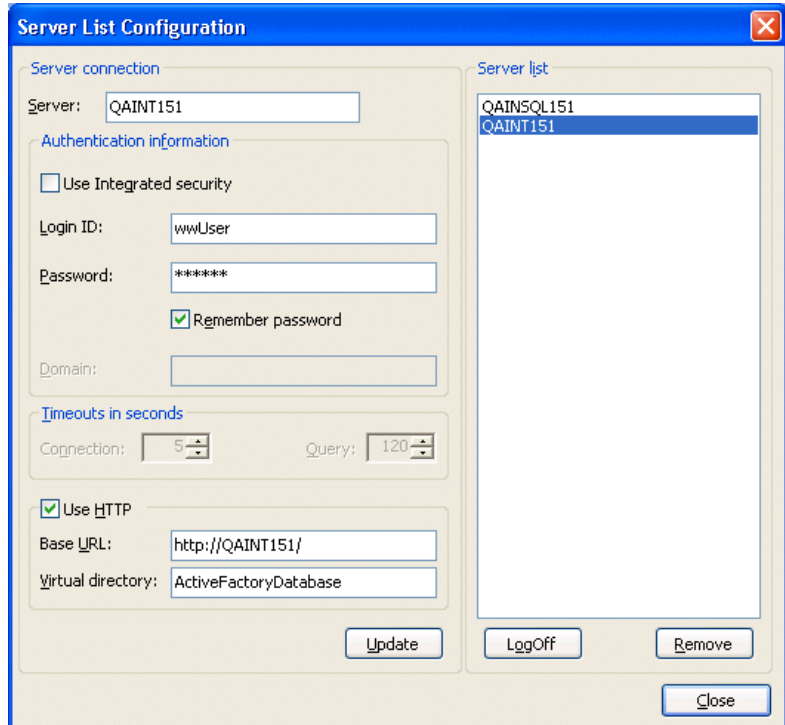 Server List Configuration
Server connection
Server: QAINT151
Authentication information
Use Integrated security
Login ID: wwUser
Password: ******
Remember password
Domain:
Timeouts in seconds
Connection: 5 Query: 120
Use HTTP
Base URL: http://QAINT151/
Virtual directory: ActiveFactoryDatabase
Update
Server list
QAINSQL151
QAINT151
LogOff Remove
Close